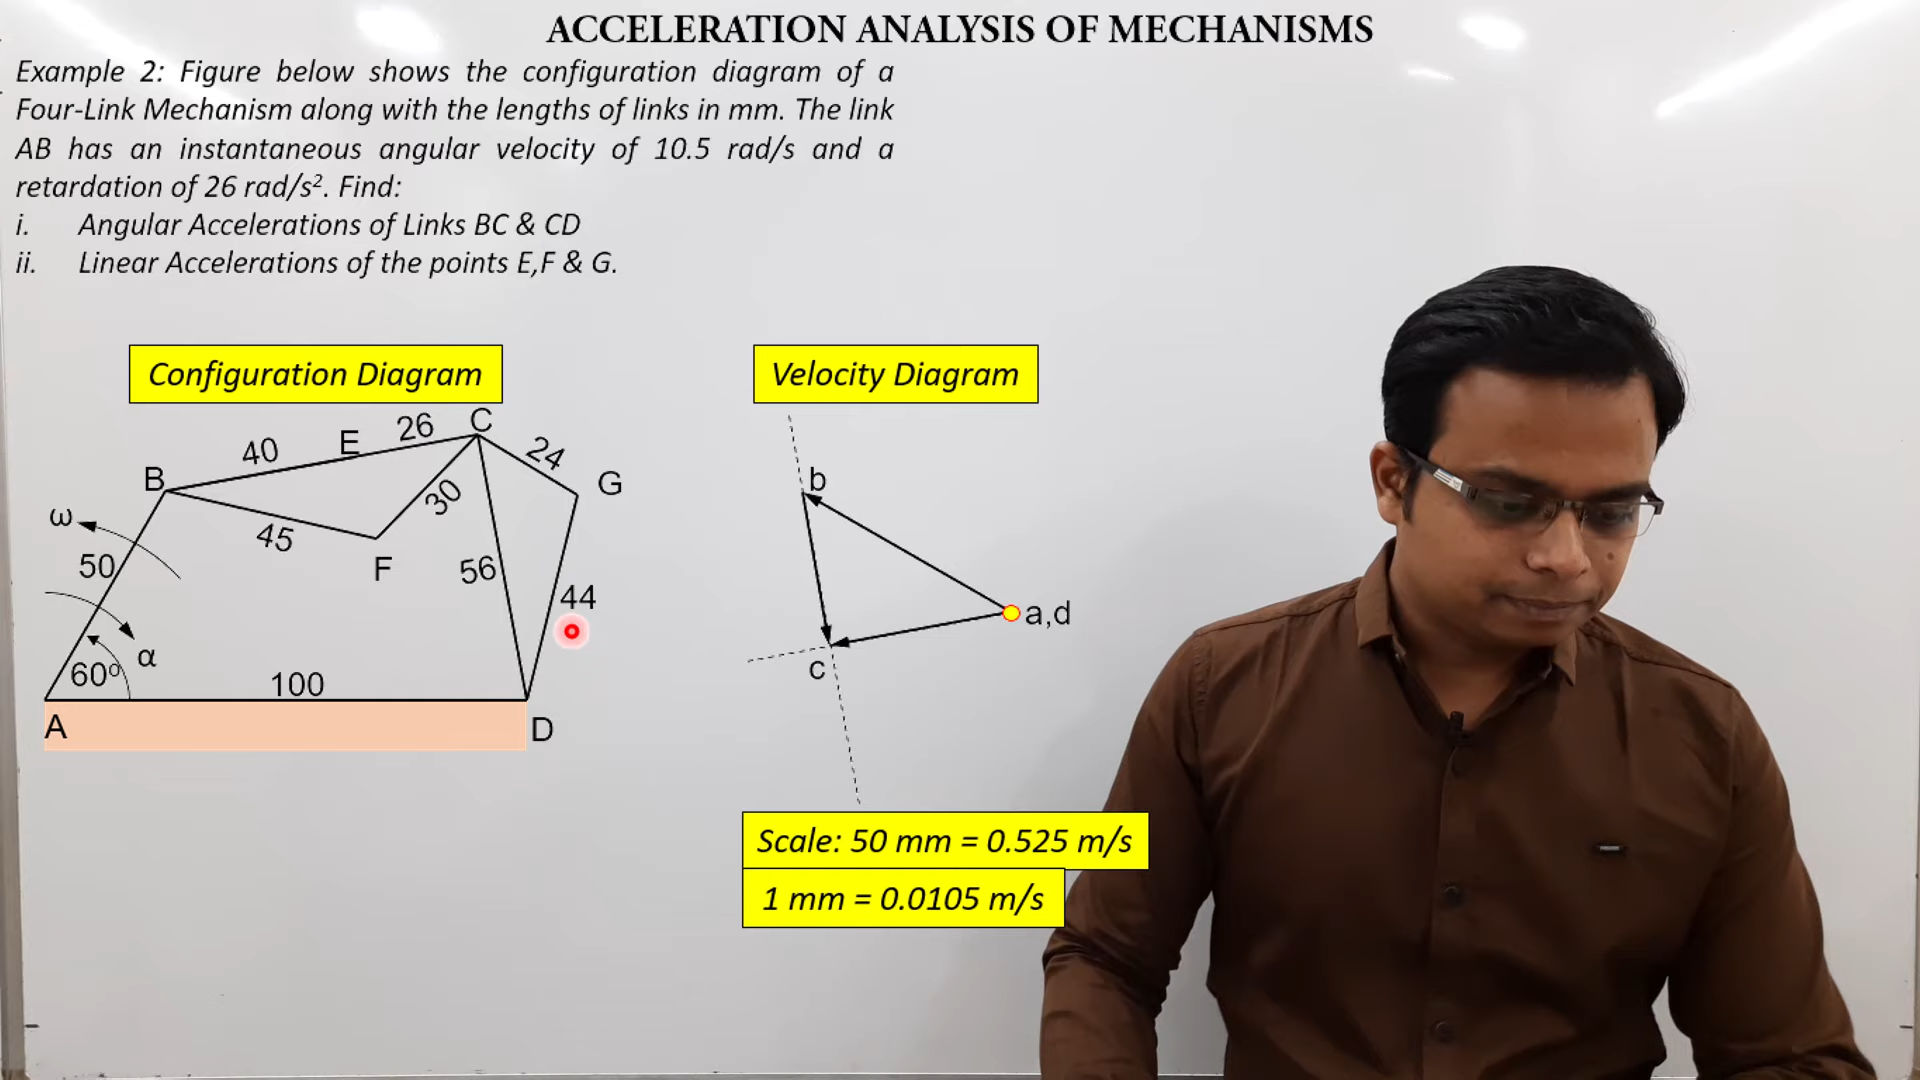 ACCELERATION ANALYSIS OF MECHANISMS
Example 2: Figure below shows the configuration diagram of a
Four-Link Mechanism along with the lengths of links in mm. The link
AB has an instantaneous angular velocity of 10.5 rad/s and a
retardation of 26 rad/s². Find:
i. Angular Accelerations of Links BC & CD
ii. Linear Accelerations of the points E,F & G.
Configuration Diagram
Velocity Diagram
C
26
E
40
24
B
G
b
30
ω
45
50
F
56
44
a,d
α
60⁰
c
100
A
D
Scale: 50 mm = 0.525 m/s
1 mm = 0.0105 m/s